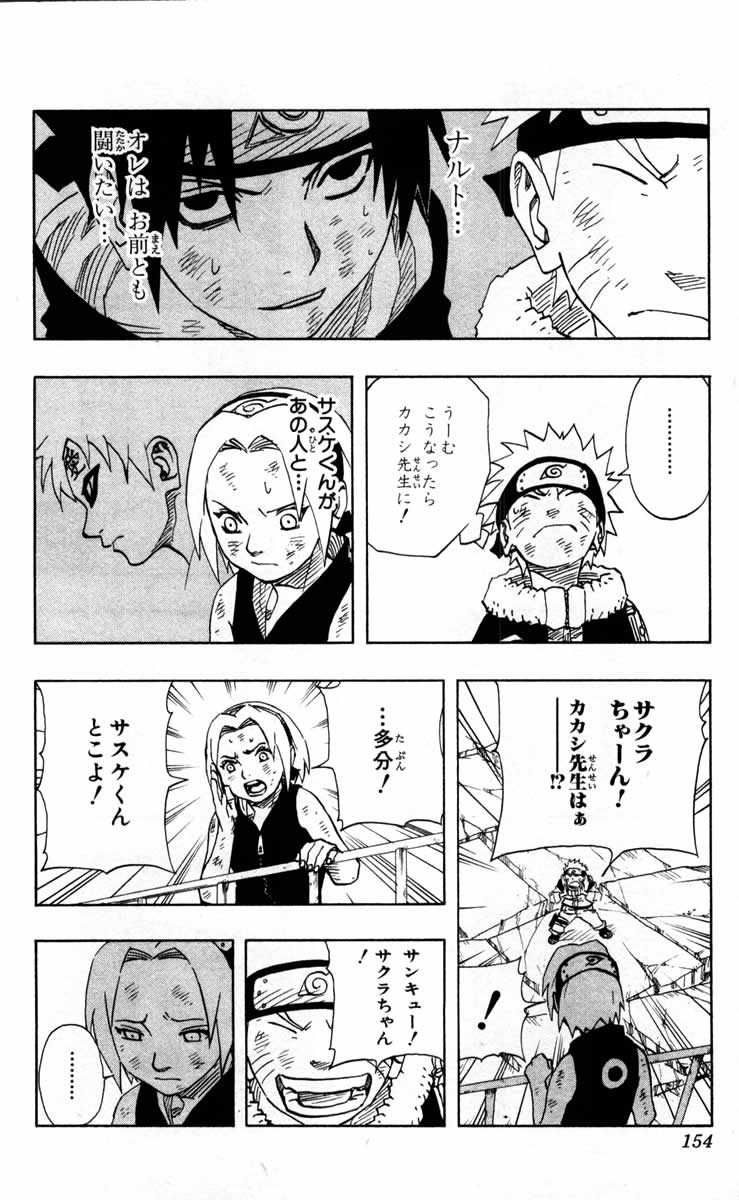 ナルト…
オレは お前とも
闘いたい…
…………
うーむ
こうなったら
カカシ先生に！
サスケくんが
あの人と…
サクラ
ちゃーん！
カカシ先生はぁ
───!?
！
…多分！
サスケくん
とこよ！
サンキュー！
サクラちゃん
！
…………
154